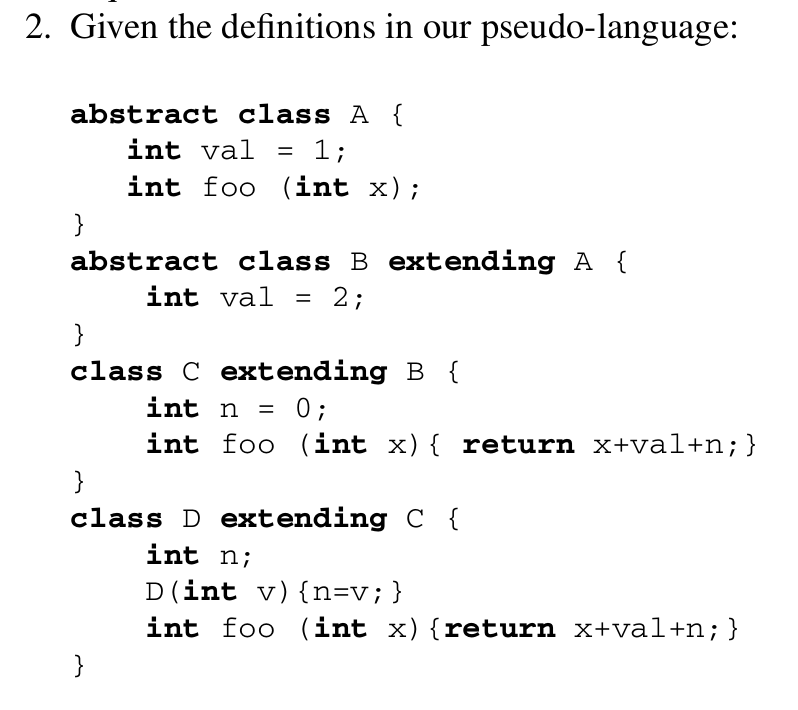 2. Given the definitions in our pseudo-language:
abstract class A {
int val = 1;
int foo (int x);
}
abstract class B extending A {
int val = 2;
}
class C extending B {
int n = 0;
int foo (int x){ return x+val+n;}
}
class D extending C {
int n;
D(int v){n=v;}
int foo (int x){return x+val+n;}
}